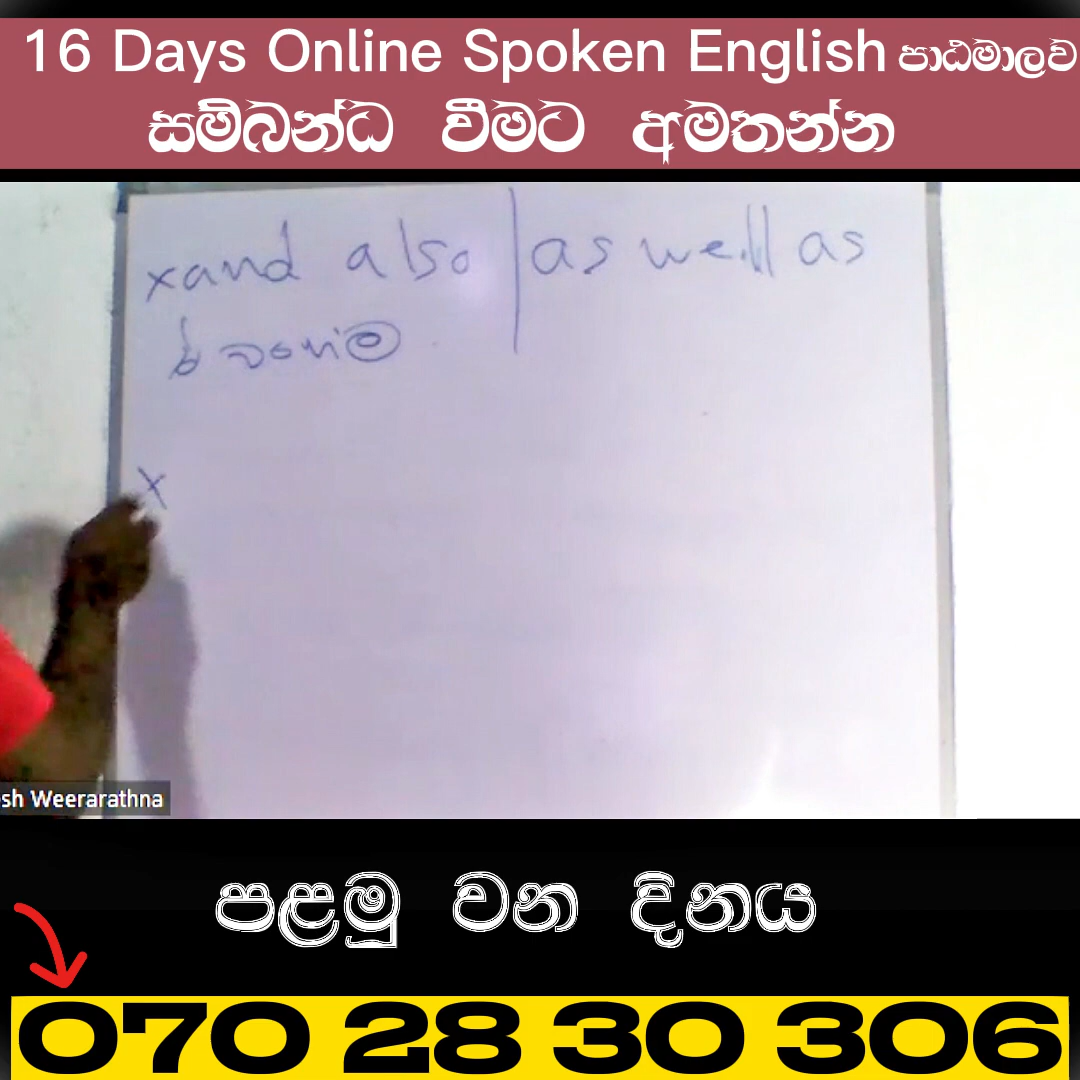 16 Days Online Spoken English පාඨමාලව
සම්බන්ධ වීමට අමතන්න
xand also | as well as
x
sh Weerarathna
පළමු වන දිනය
070 28 30 306